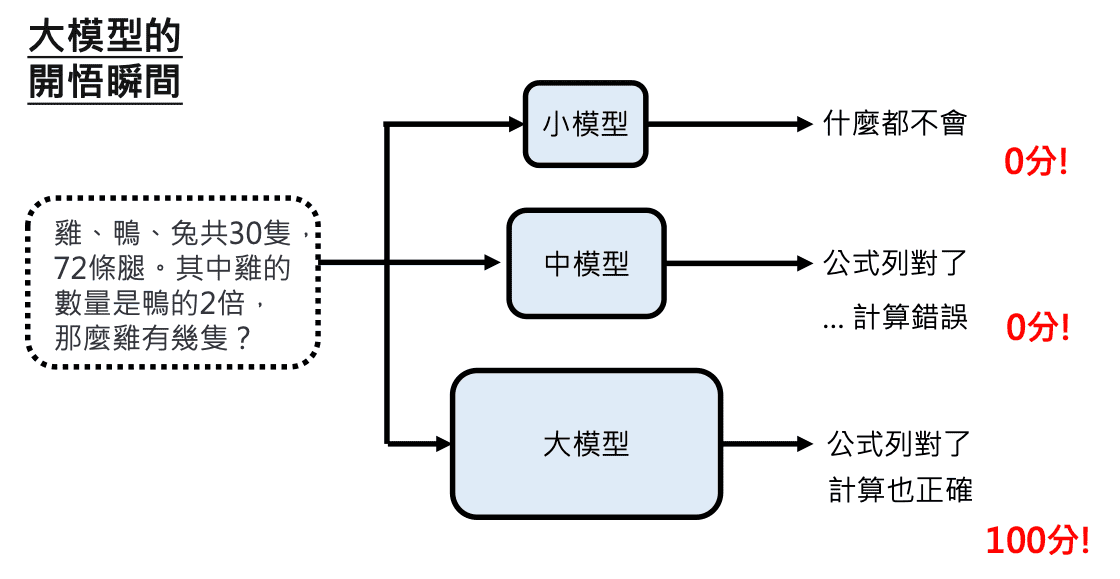 大模型的
開悟瞬間
雞、鴨、兔共30隻，
72條腿。其中雞的
數量是鴨的2倍，
那麼雞有幾隻？
小模型
什麼都不會
0分!
中模型
公式列對了
... 計算錯誤
0分!
大模型
公式列對了
計算也正確
100分!